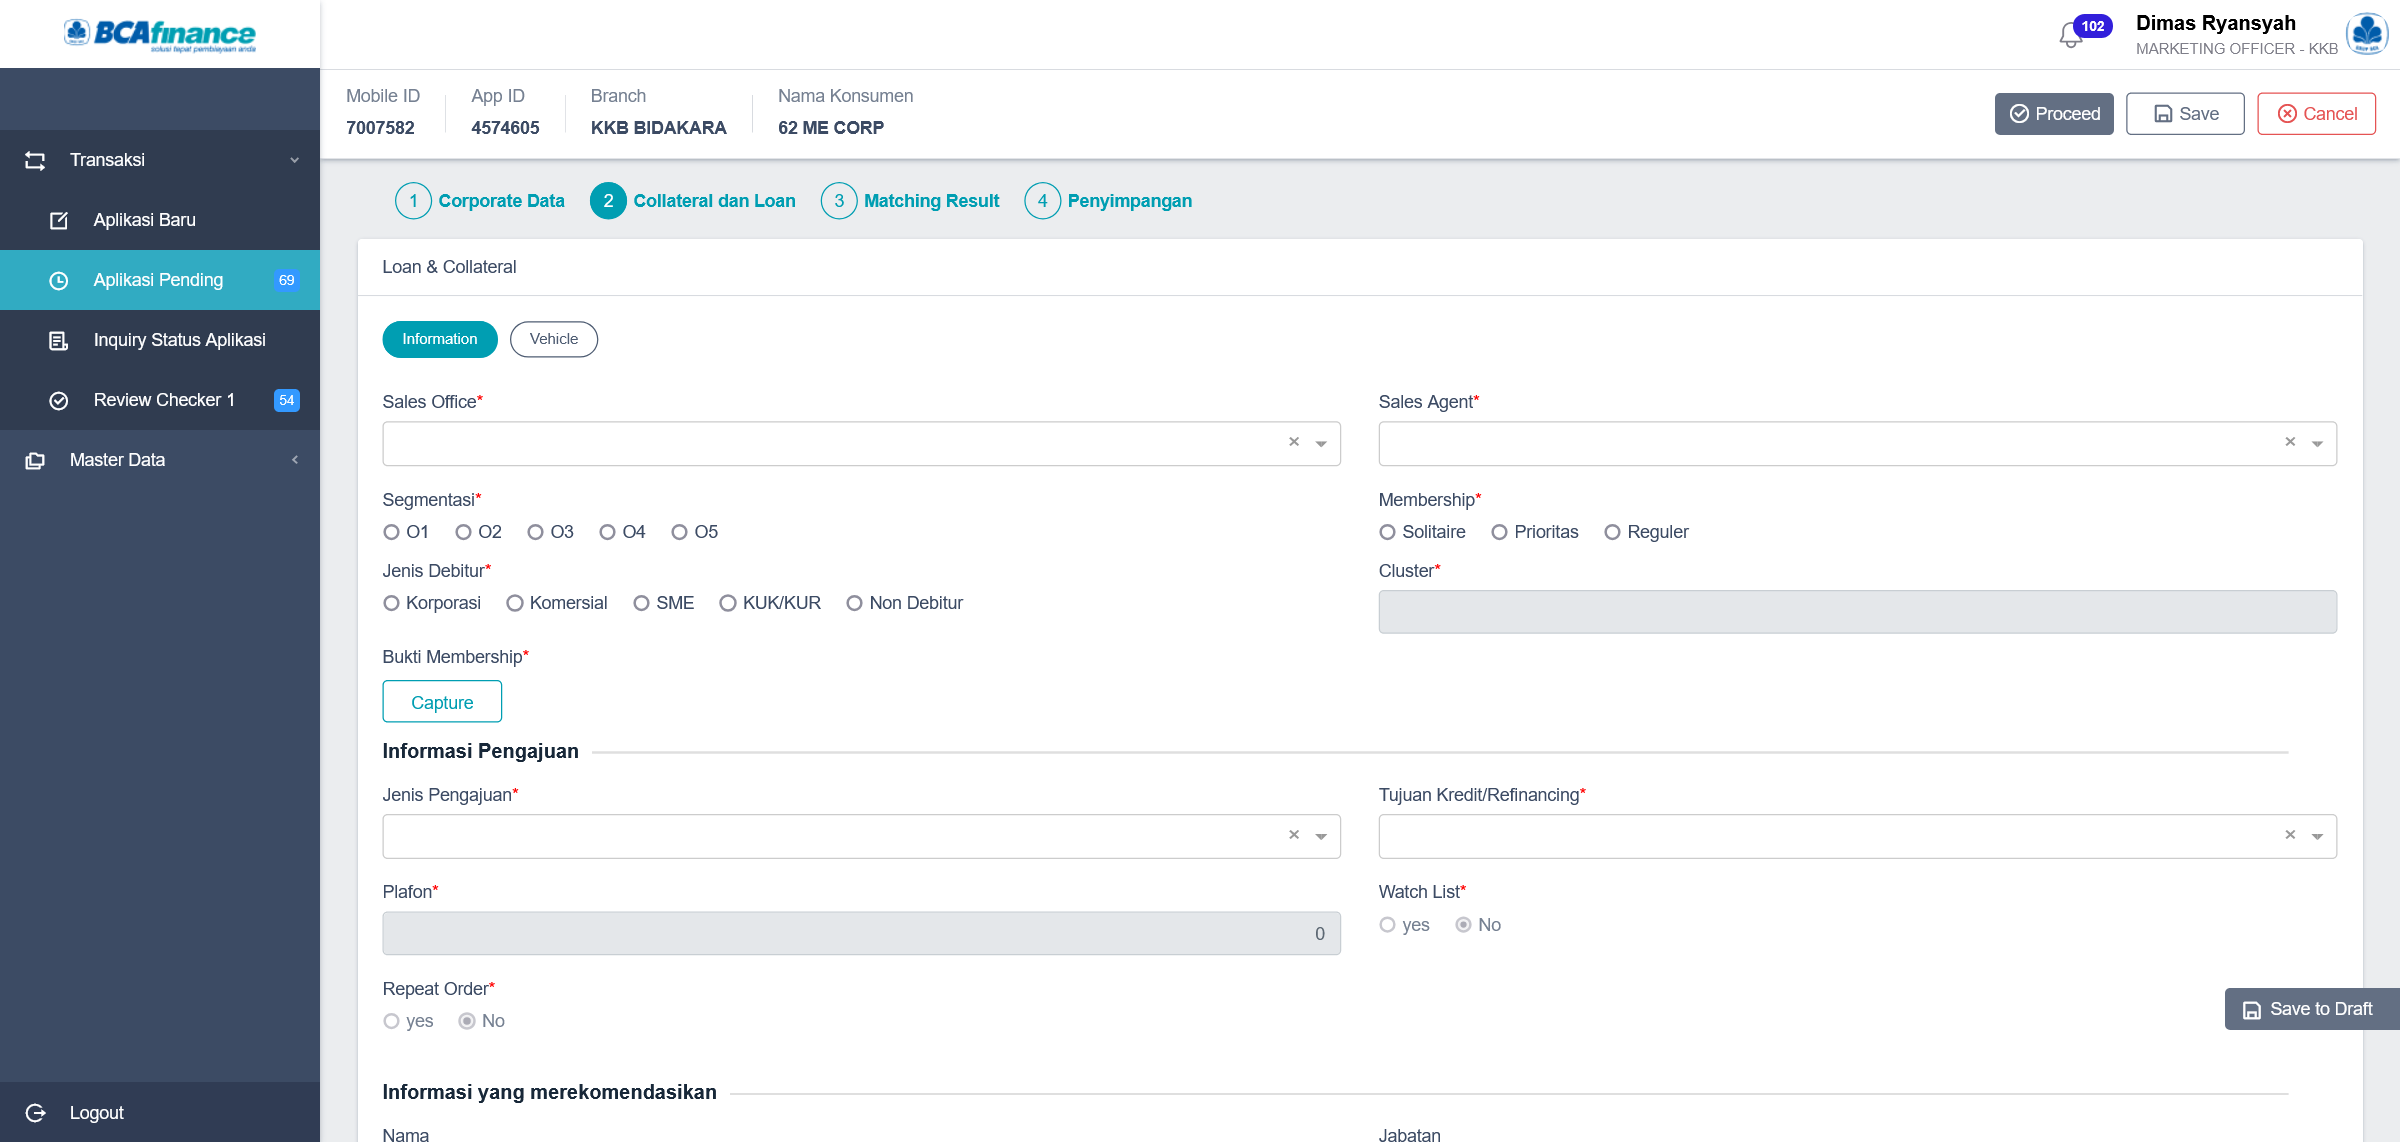 BCAfinance
solusi tepat pembiayaan anda
102
Dimas Ryansyah
MARKETING OFFICER - KKB
Mobile ID
7007582
App ID
4574605
Branch
KKB BIDAKARA
Nama Konsumen
62 ME CORP
Proceed
Save
Cancel
Transaksi
Aplikasi Baru
Aplikasi Pending 69
Inquiry Status Aplikasi
Review Checker 1 54
Master Data
Logout
1 Corporate Data
2 Collateral dan Loan
3 Matching Result
4 Penyimpangan
Loan & Collateral
Information
Vehicle
Sales Office*
Sales Agent*
Segmentasi*
O1 O2 O3 O4 O5
Membership*
Solitaire Prioritas Reguler
Jenis Debitur*
Korporasi Komersial SME KUK/KUR Non Debitur
Cluster*
Bukti Membership*
Capture
Informasi Pengajuan
Jenis Pengajuan*
Tujuan Kredit/Refinancing*
Plafon*
0
Watch List*
yes No
Repeat Order*
yes No
Save to Draft
Informasi yang merekomendasikan
Nama
Jabatan